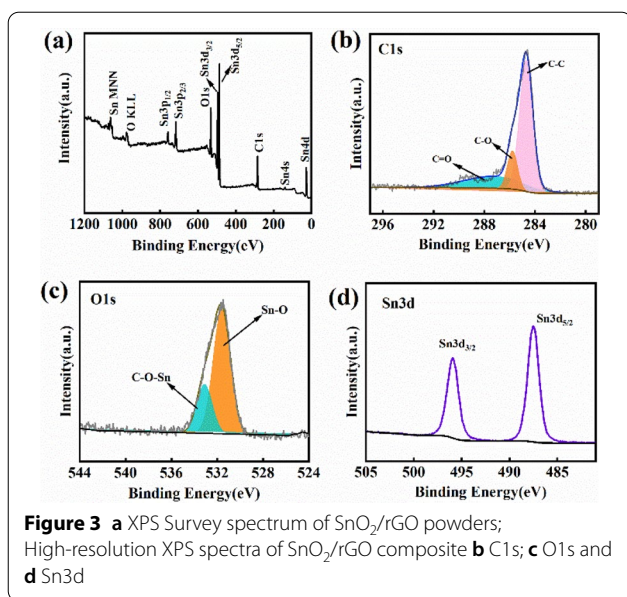 (a)
Sn MNN
O KLL
Sn3p1/2
Sn3p2/3
O1s
Sn3d3/2
Sn3d5/2
C1s
Sn4s
Sn4d
Intensity(a.u.)
1200 1000 800 600 400 200 0
Binding Energy(eV)
(b)
C1s
C-C
C-O
C=O
Intensity(a.u.)
296 292 288 284 280
Binding Energy(eV)
(c)
O1s
Sn-O
C-O-Sn
Intensity(a.u.)
544 540 536 532 528 524
Binding Energy(eV)
(d)
Sn3d
Sn3d3/2
Sn3d5/2
Intensity(a.u.)
505 500 495 490 485
Binding Energy(eV)
Figure 3 a XPS Survey spectrum of SnO2/rGO powders;
High-resolution XPS spectra of SnO2/rGO composite b C1s; c O1s and
d Sn3d